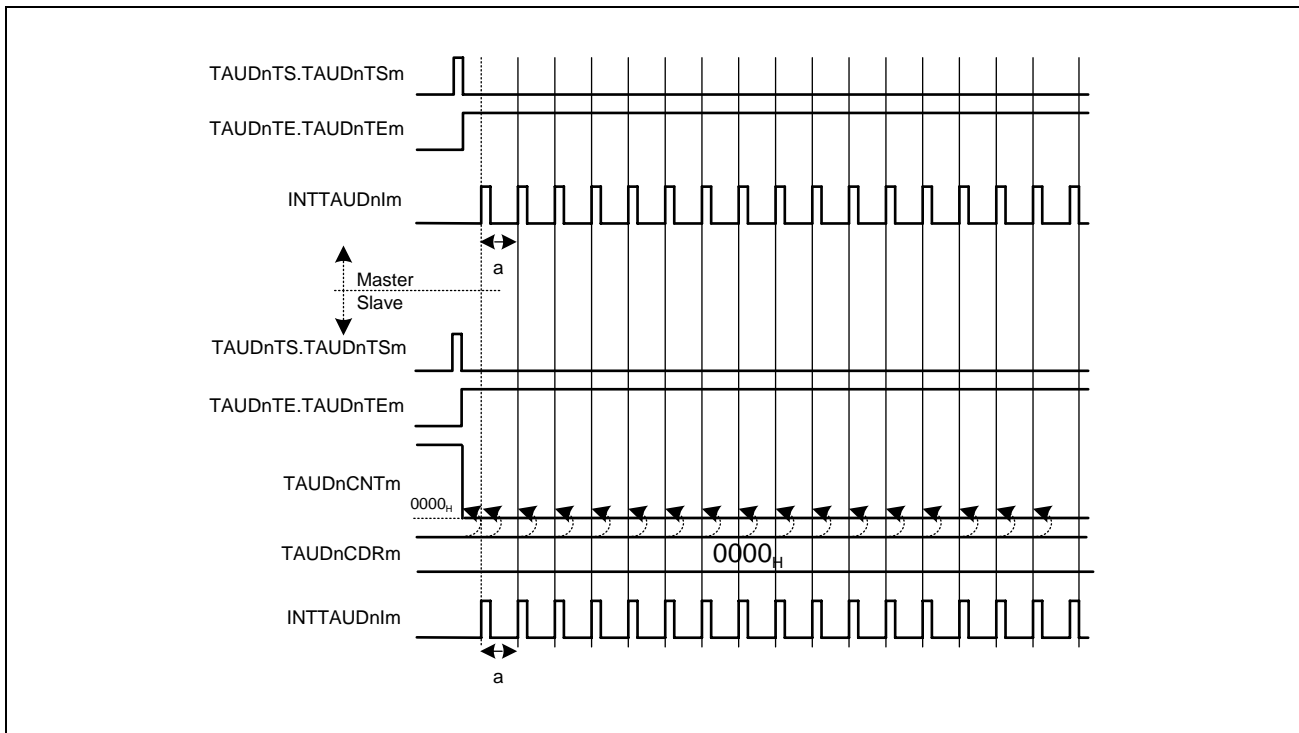 TAUDnTS.TAUDnTSm
TAUDnTE.TAUDnTEm
INTTAUDnIm
a
Master
Slave
TAUDnTS.TAUDnTSm
TAUDnTE.TAUDnTEm
TAUDnCNTm
0000H
TAUDnCDRm
0000H
INTTAUDnIm
a